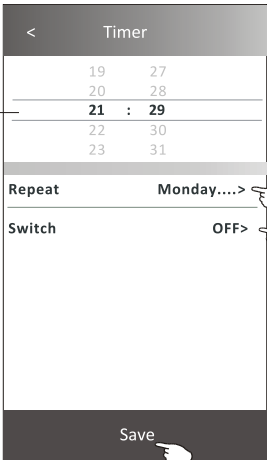 < Timer
19 27
20 28
21 : 29
22 30
23 31
Repeat Monday....>
Switch OFF>
Save